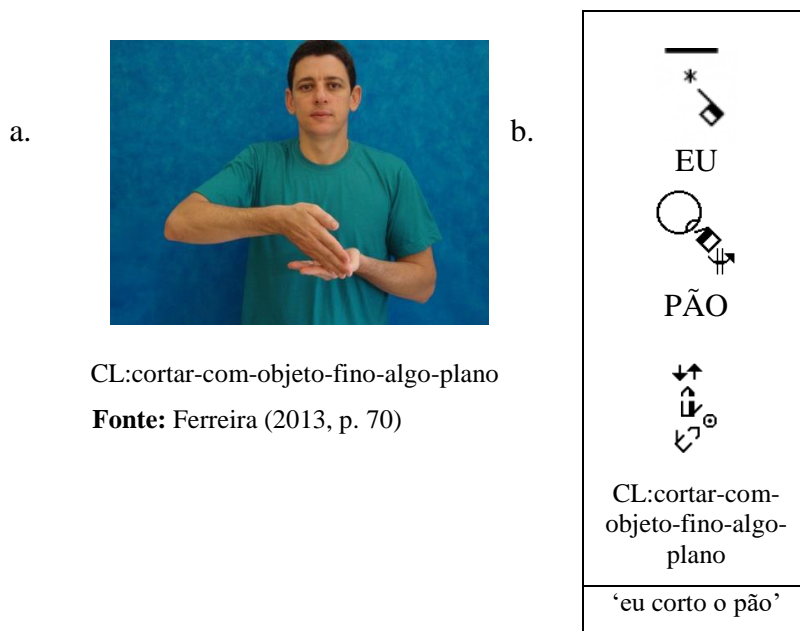 a.
CL:cortar-com-objeto-fino-algo-plano
Fonte: Ferreira (2013, p. 70)
b.
EU
PÃO
CL:cortar-com-
objeto-fino-algo-
plano
‘eu corto o pão’